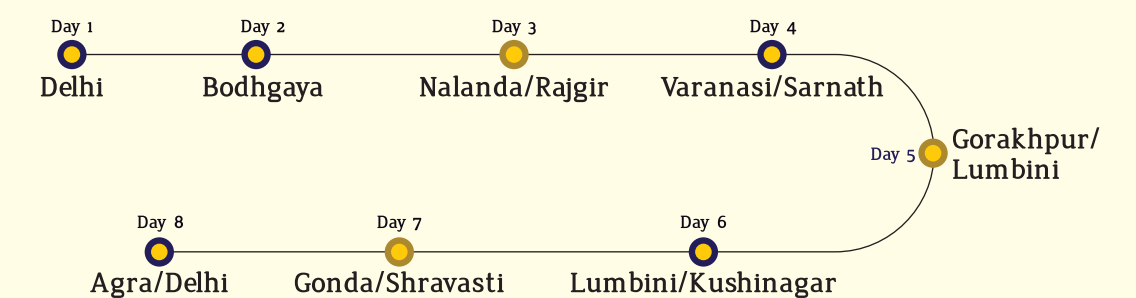 Day 1
Delhi
Day 2
Bodhgaya
Day 3
Nalanda/Rajgir
Day 4
Varanasi/Sarnath
Day 5
Gorakhpur/
Lumbini
Day 6
Lumbini/Kushinagar
Day 7
Gonda/Shravasti
Day 8
Agra/Delhi